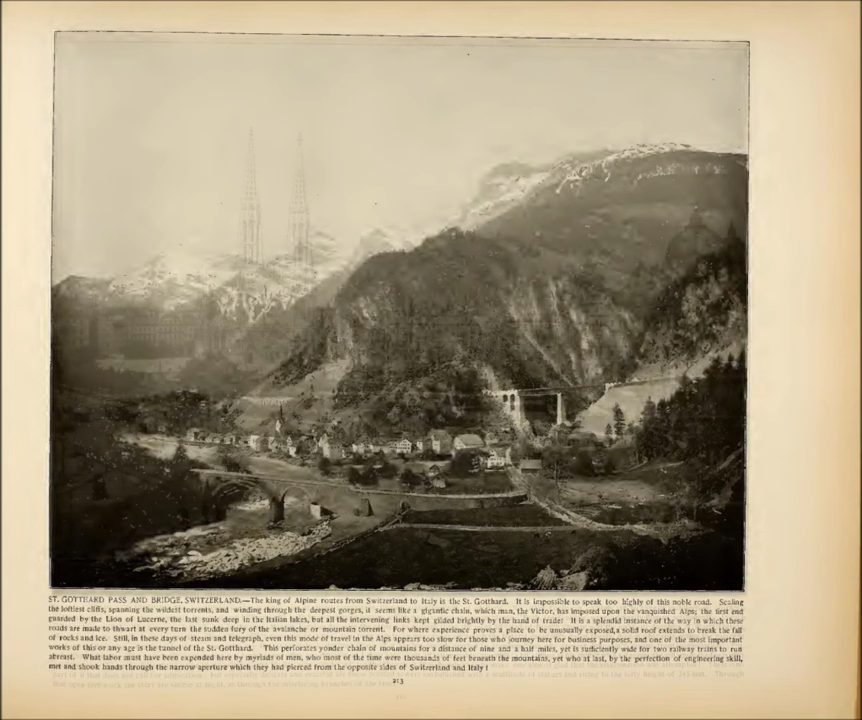 ST. GOTTHARD PASS AND BRIDGE, SWITZERLAND.—The king of Alpine routes from Switzerland to Italy is the St. Gotthard. It is impossible to speak too highly of this noble road. Scaling
the loftiest cliffs, spanning the wildest torrents, and winding through the deepest gorges, it seems like a gigantic chain, which man, the Victor, has imposed upon the vanquished Alps; the first end
guarded by the Lion of Lucerne, the last sunk deep in the Italian lakes, but all the intervening links kept gilded brightly by the hand of trade! It is a splendid instance of the way in which these
roads are made to thwart at every turn the sudden fury of the avalanche or mountain torrent. For where experience proves a place to be unusually exposed, a solid roof extends to break the fall
of rocks and ice. Still, in these days of steam and telegraph, even this mode of travel in the Alps appears too slow for those who journey here for business purposes, and one of the most important
works of this or any age is the tunnel of the St. Gotthard. This perforates yonder chain of mountains for a distance of nine and a half miles, yet is sufficiently wide for two railway trains to run
abreast. What labor must have been expended here by myriads of men, who most of the time were thousands of feet beneath the mountains, yet who at last, by the perfection of engineering skill,
met and shook hands through the narrow aperture which they had pierced from the opposite sides of Switzerland and Italy!
213